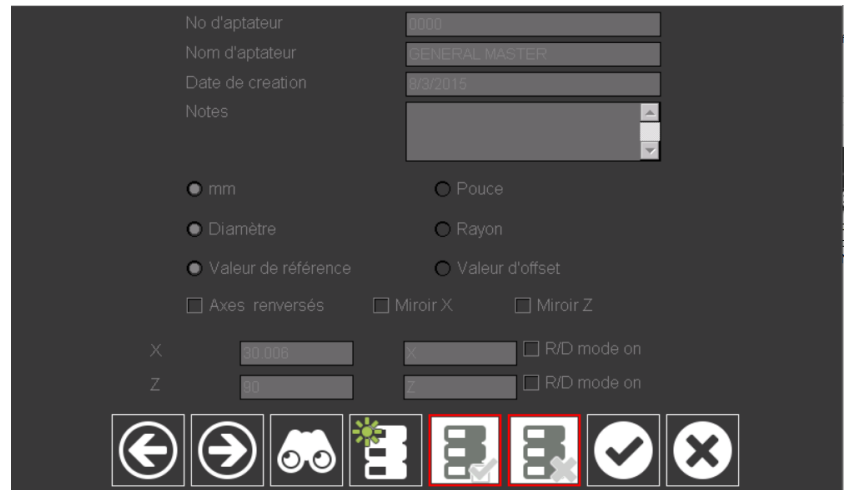 No d'aptateur 0000
Nom d'aptateur GENERAL MASTER
Date de creation 8/3/2015
Notes
mm Pouce
Diamètre Rayon
Valeur de référence Valeur d'offset
Axes renversés Miroir X Miroir Z
X 30.006 X R/D mode on
Z 90 Z R/D mode on